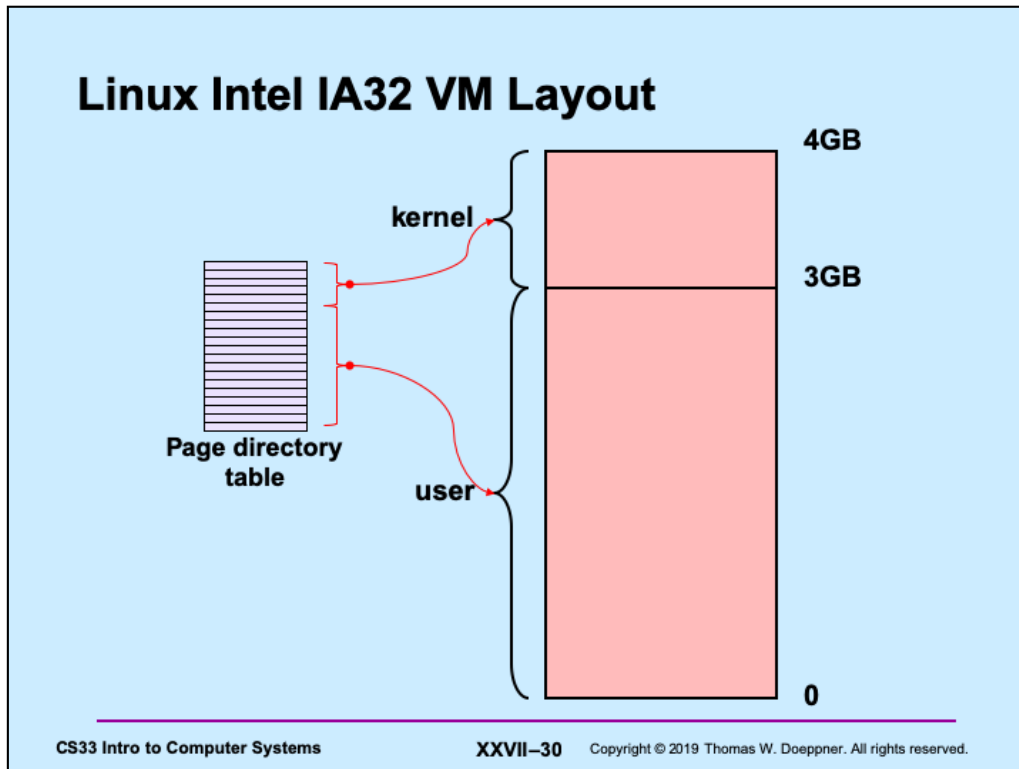 Linux Intel IA32 VM Layout
4GB
kernel
3GB
Page directory
table
user
0
CS33 Intro to Computer Systems
XXVII–30
Copyright © 2019 Thomas W. Doeppner. All rights reserved.